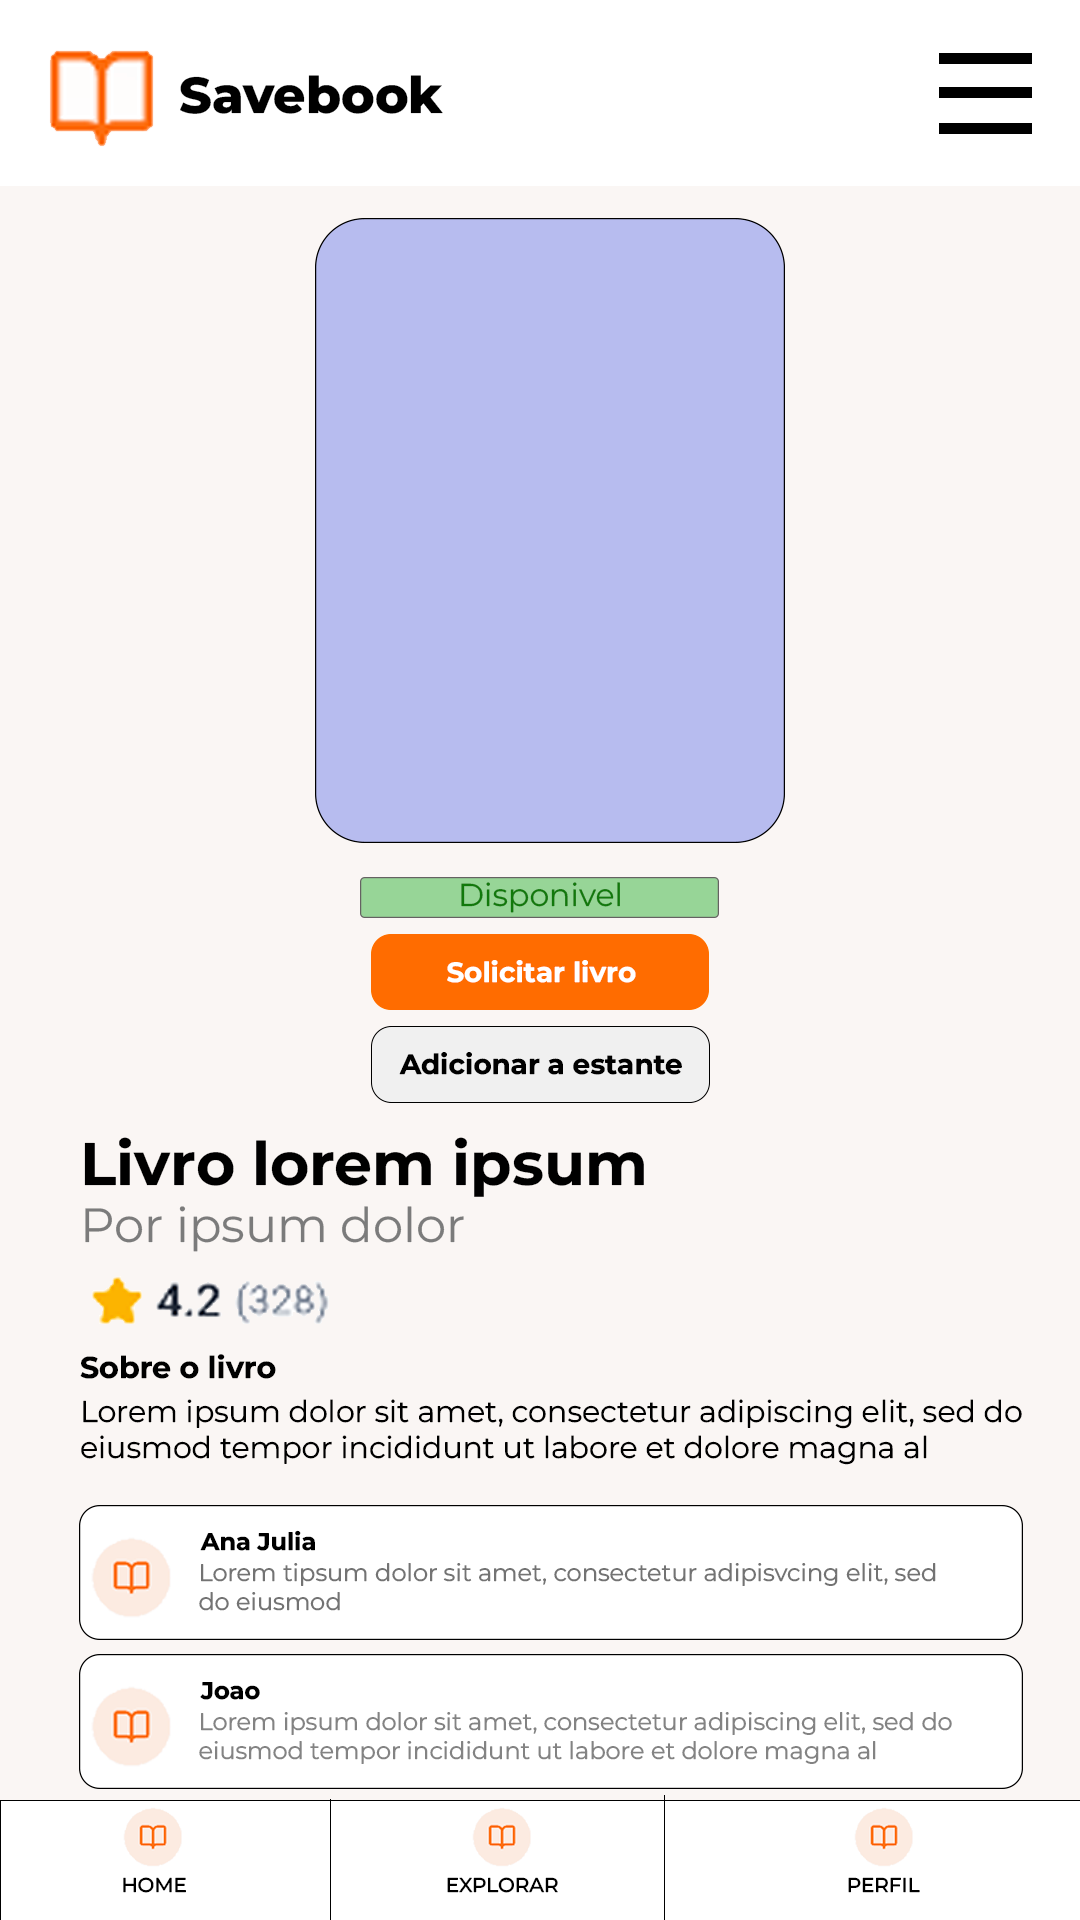 Savebook
Disponivel
Solicitar livro
Adicionar a estante
Livro lorem ipsum
Por ipsum dolor
4.2 (328)
Sobre o livro
Lorem ipsum dolor sit amet, consectetur adipiscing elit, sed do
eiusmod tempor incididunt ut labore et dolore magna al
Ana Julia
Lorem tipsum dolor sit amet, consectetur adipisvcing elit, sed
do eiusmod
Joao
Lorem ipsum dolor sit amet, consectetur adipiscing elit, sed do
eiusmod tempor incididunt ut labore et dolore magna al
HOME
EXPLORAR
PERFIL